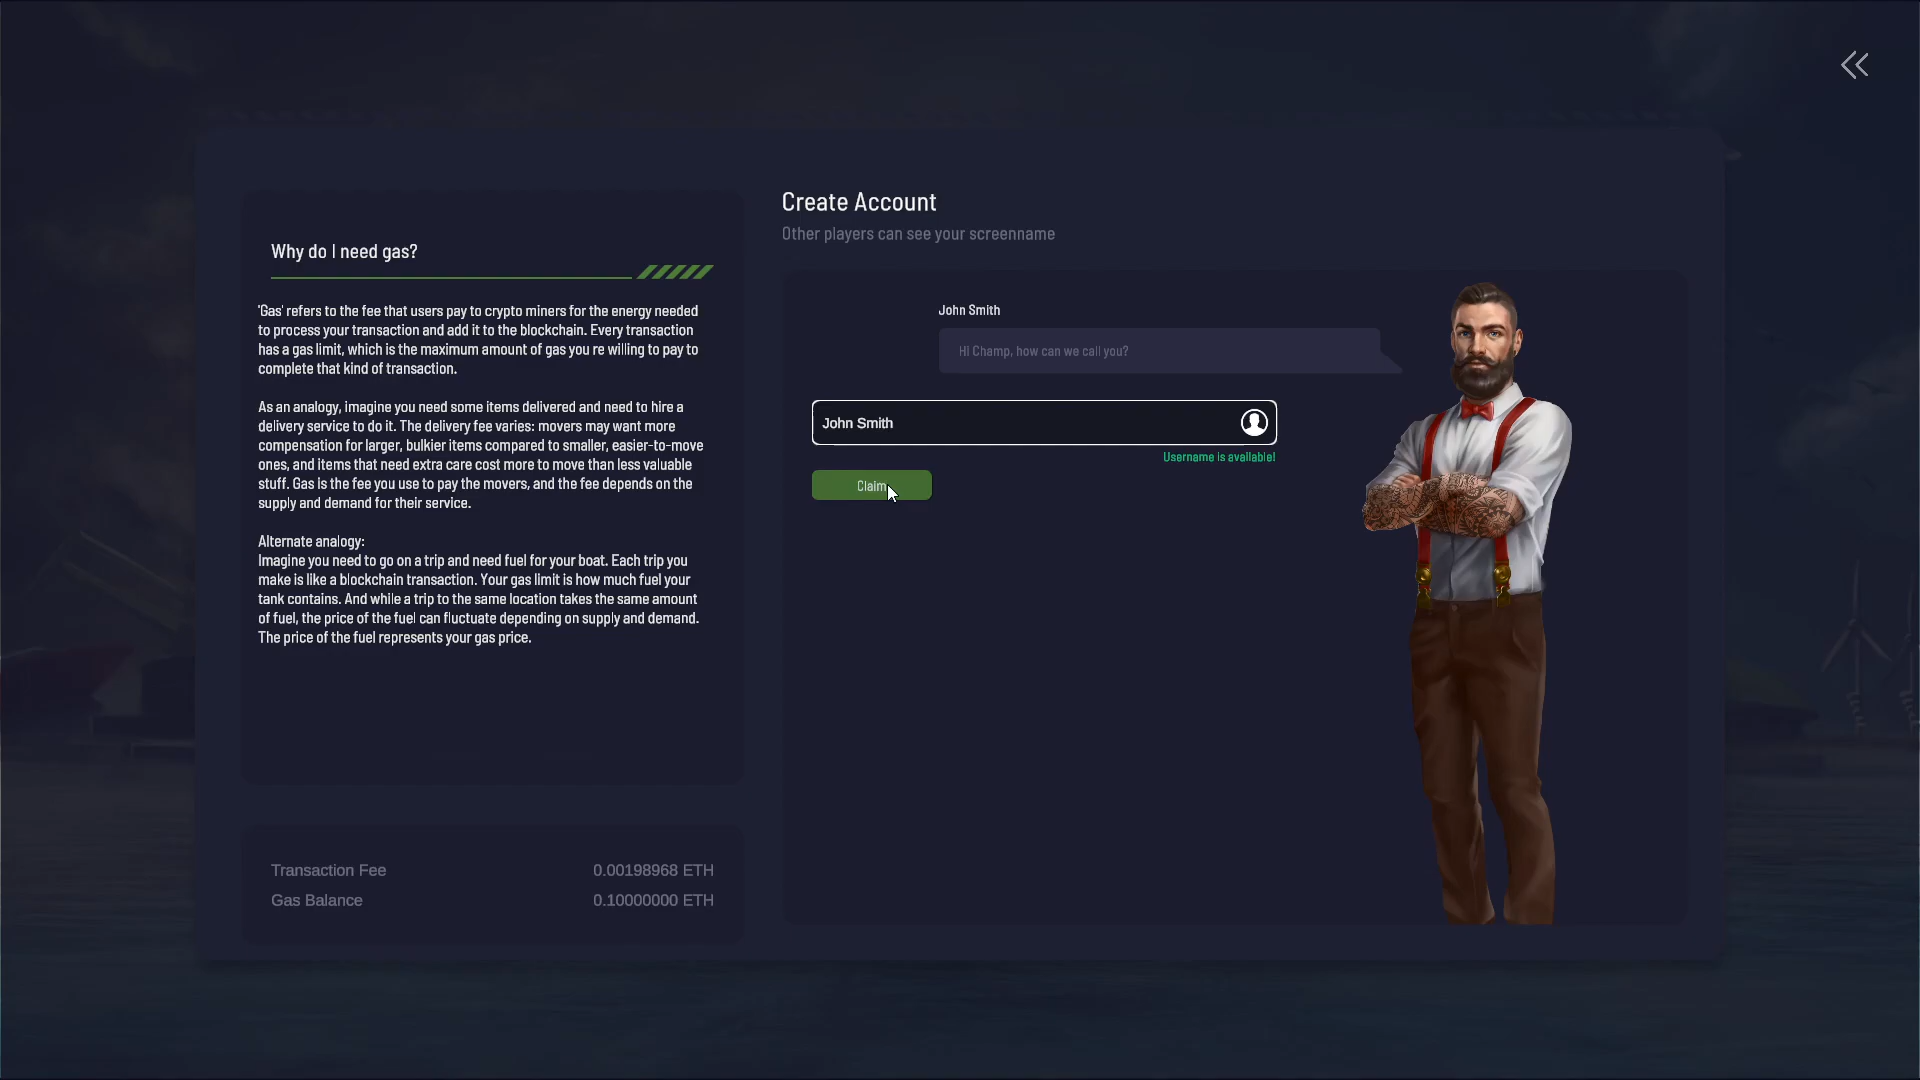 Why do I need gas?
'Gas' refers to the fee that users pay to crypto miners for the energy needed
to process your transaction and add it to the blockchain. Every transaction
has a gas limit, which is the maximum amount of gas you re willing to pay to
complete that kind of transaction.
As an analogy, imagine you need some items delivered and need to hire a
delivery service to do it. The delivery fee varies: movers may want more
compensation for larger, bulkier items compared to smaller, easier-to-move
ones, and items that need extra care cost more to move than less valuable
stuff. Gas is the fee you use to pay the movers, and the fee depends on the
supply and demand for their service.
Alternate analogy:
Imagine you need to go on a trip and need fuel for your boat. Each trip you
make is like a blockchain transaction. Your gas limit is how much fuel your
tank contains. And while a trip to the same location takes the same amount
of fuel, the price of the fuel can fluctuate depending on supply and demand.
The price of the fuel represents your gas price.
Transaction Fee 0.00198968 ETH
Gas Balance 0.10000000 ETH
Create Account
Other players can see your screenname
John Smith
Hi Champ, how can we call you?
John Smith
Username is available!
Claim